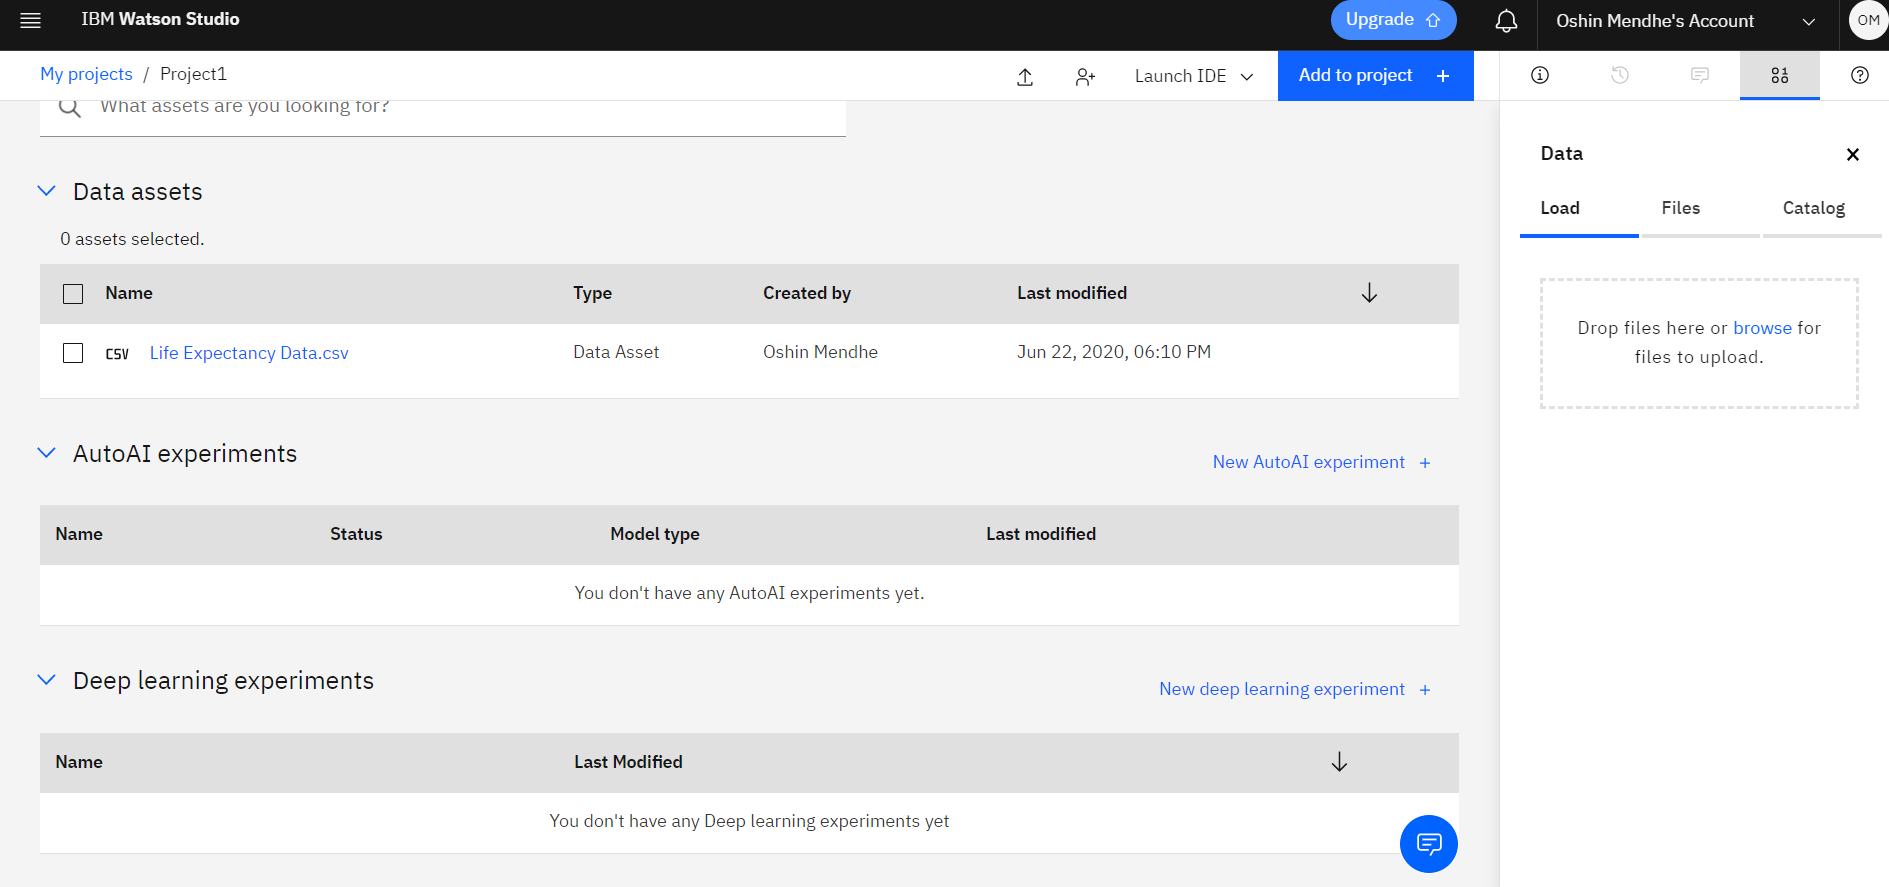 IBM Watson Studio
Upgrade
Oshin Mendhe's Account
OM
My projects / Project1
Launch IDE
Add to project +
What assets are you looking for?
Data assets
0 assets selected.
Name Type Created by Last modified
CSV Life Expectancy Data.csv Data Asset Oshin Mendhe Jun 22, 2020, 06:10 PM
AutoAI experiments
New AutoAI experiment +
Name Status Model type Last modified
You don't have any AutoAI experiments yet.
Deep learning experiments
New deep learning experiment +
Name Last Modified
You don't have any Deep learning experiments yet
Data
Load Files Catalog
Drop files here or browse for
files to upload.